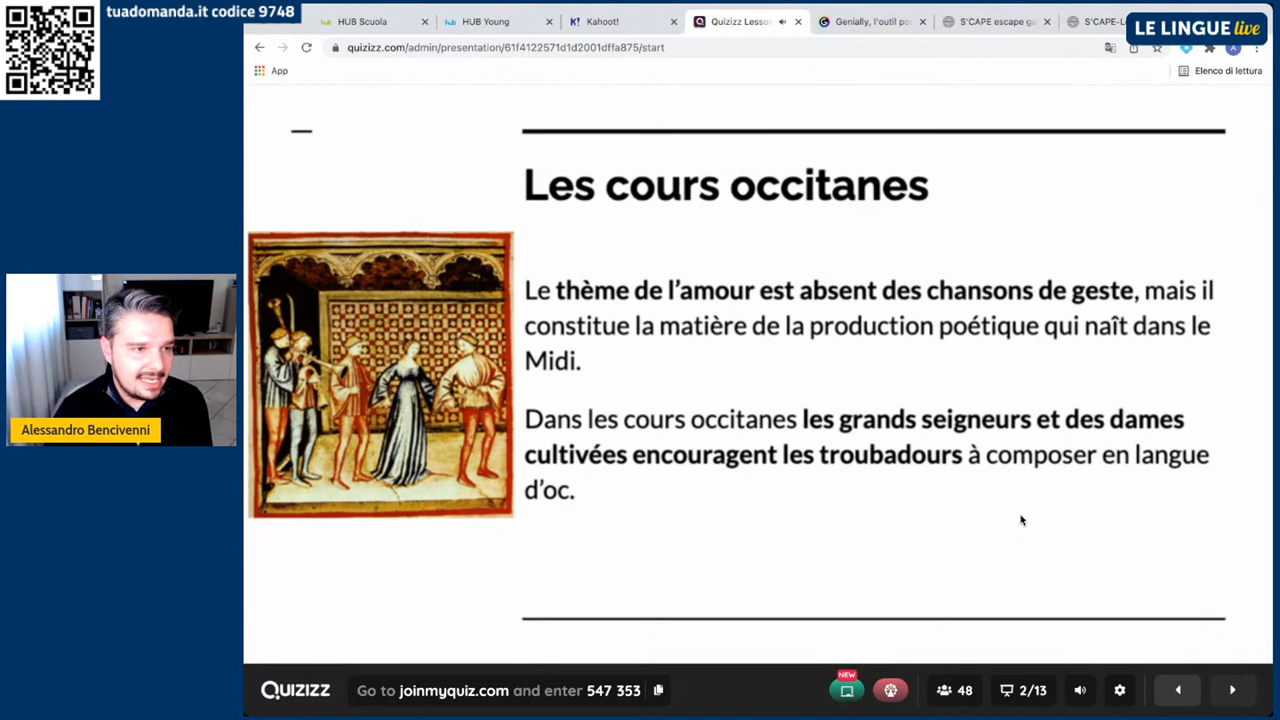 tuadomanda.it codice 9748
HUB Scuola
HUB Young
Kahoot!
Quizizz Lesso
Genially, l'outil po
S'CAPE escape ga
S'CAPE-L
LE LINGUE live
quizizz.com/admin/presentation/61f4122571d1d2001dffa875/start
App
Elenco di lettura
Les cours occitanes
Le thème de l'amour est absent des chansons de geste, mais il
constitue la matière de la production poétique qui naît dans le
Midi.
Dans les cours occitanes les grands seigneurs et des dames
cultivées encouragent les troubadours à composer en langue
d'oc.
Alessandro Bencivenni
QUIZIZZ
Go to joinmyquiz.com and enter 547 353
NEW
48
2/13